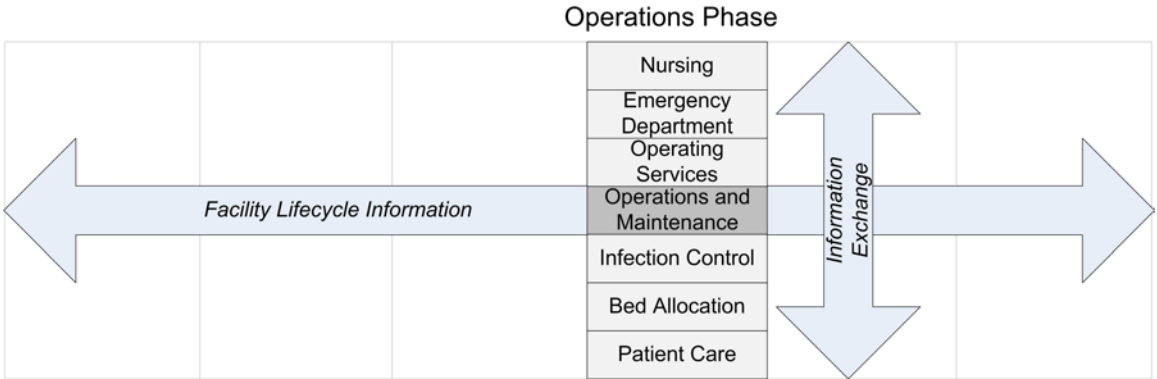 Operations Phase
Nursing
Emergency
Department
Operating
Services
Operations and
Maintenance
Infection Control
Bed Allocation
Patient Care
Facility Lifecycle Information
Information
Exchange